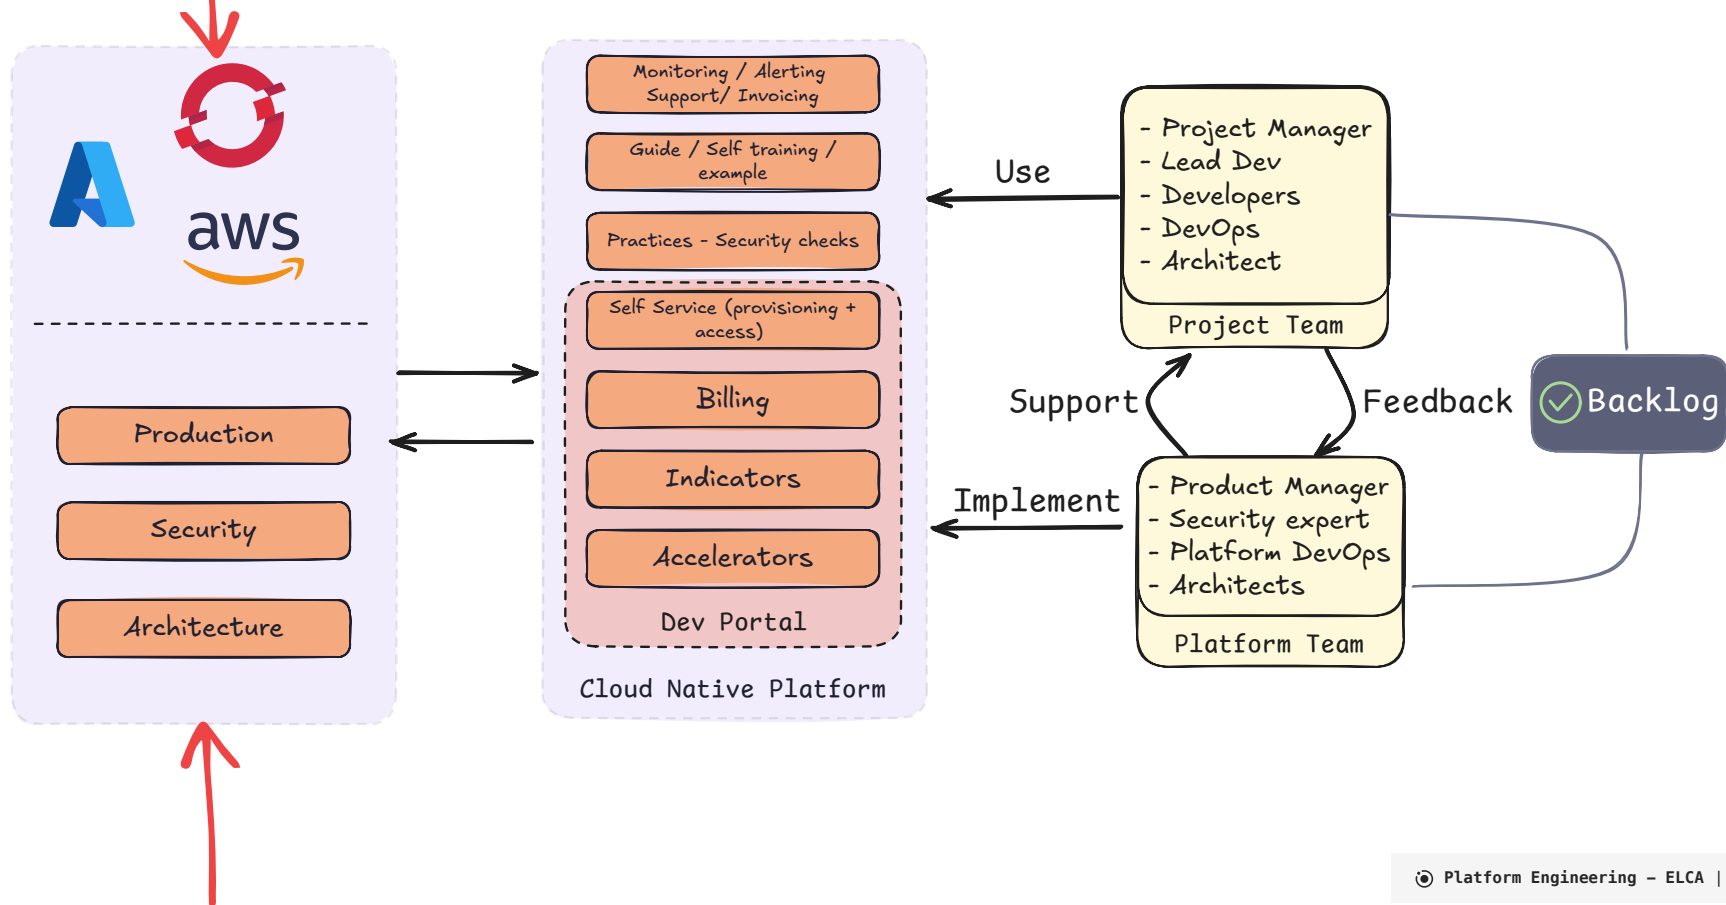 aws
Production
Security
Architecture
Monitoring / Alerting
Support/ Invoicing
Guide / Self training /
example
Practices - Security checks
Self Service (provisioning +
access)
Billing
Indicators
Accelerators
Dev Portal
Cloud Native Platform
Use
Implement
- Project Manager
- Lead Dev
- Developers
- DevOps
- Architect
Project Team
Support
Feedback
- Product Manager
- Security expert
- Platform DevOps
- Architects
Platform Team
Backlog
Platform Engineering – ELCA |